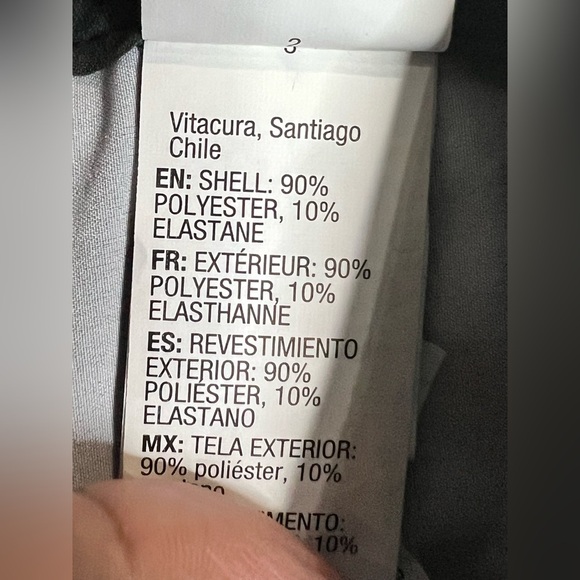 3
Vitacura, Santiago
Chile
EN: SHELL: 90%
POLYESTER, 10%
ELASTANE
FR: EXTÉRIEUR: 90%
POLYESTER, 10%
ELASTHANNE
ES: REVESTIMIENTO
EXTERIOR: 90%
POLIÉSTER, 10%
ELASTANO
MX: TELA EXTERIOR:
90% poliéster, 10%
10%